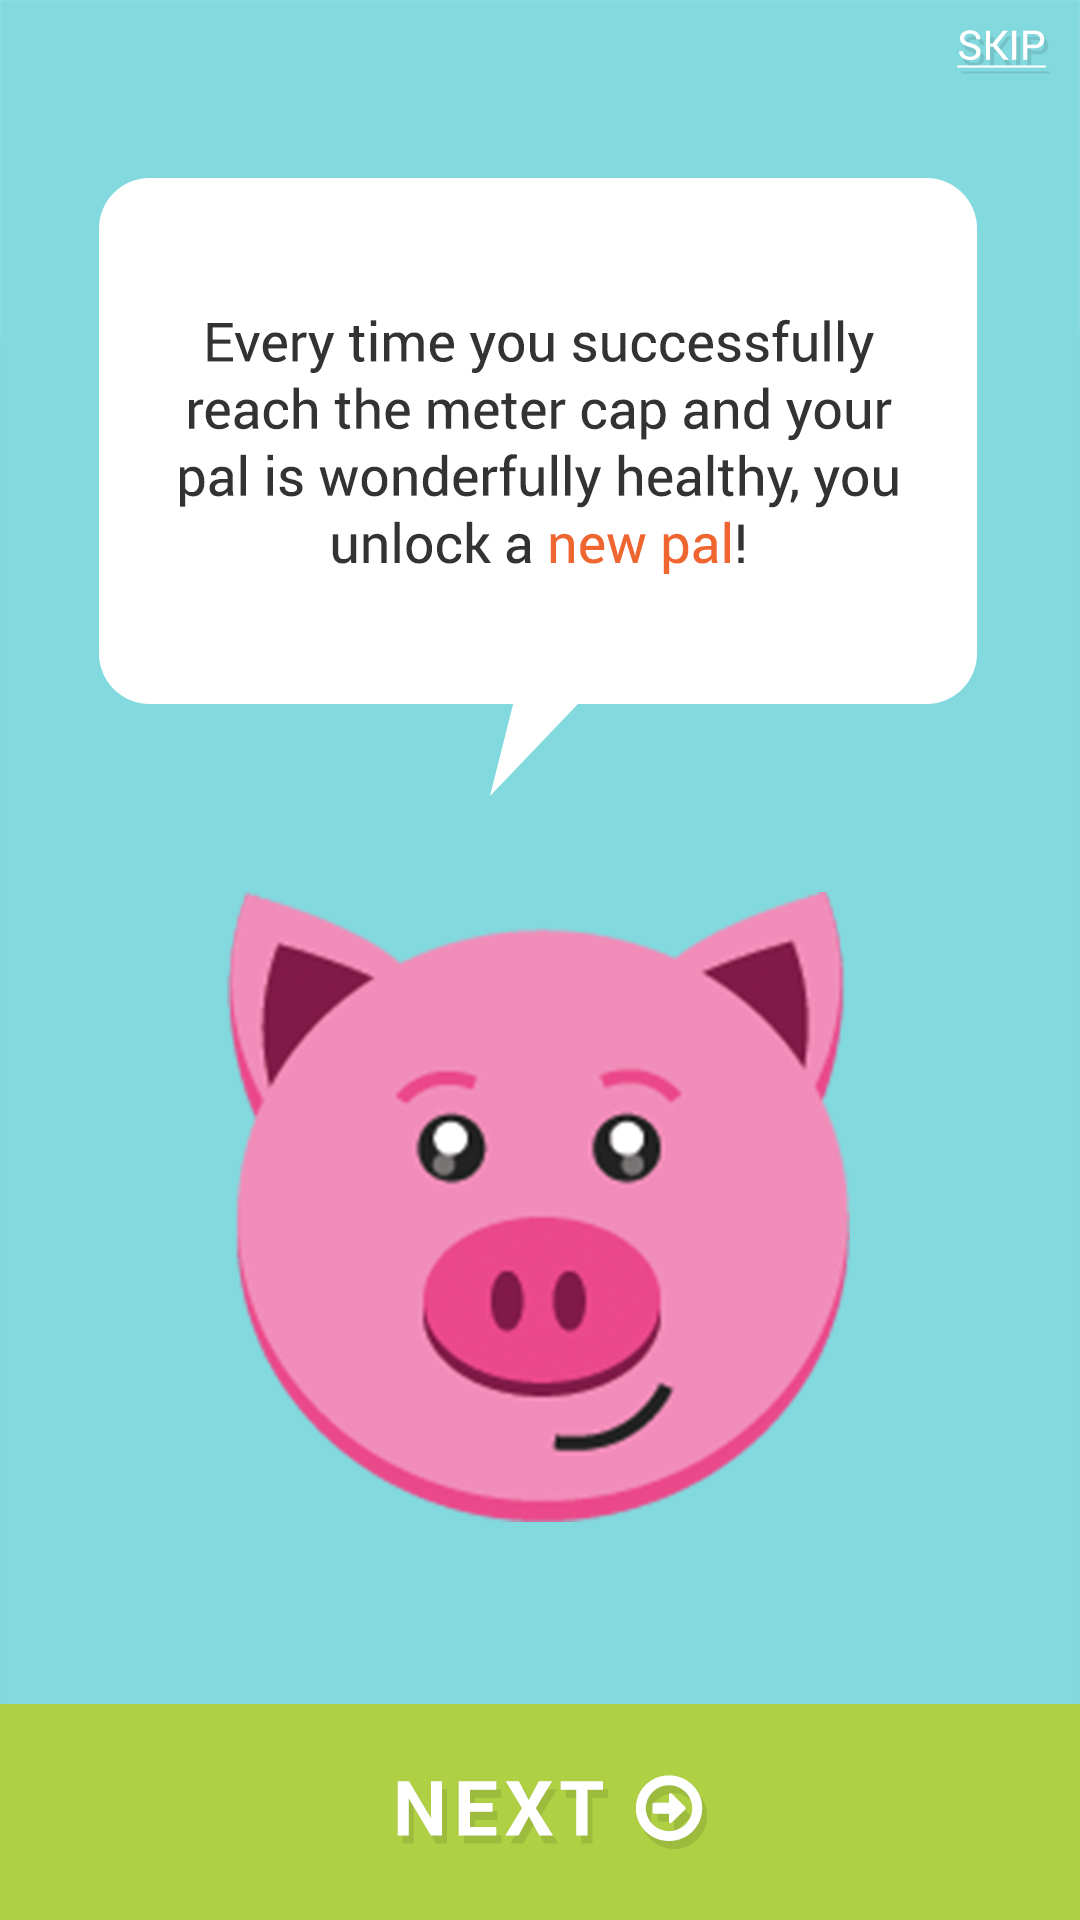 SKIP
Every time you successfully
reach the meter cap and your
pal is wonderfully healthy, you
unlock a new pal!
NEXT